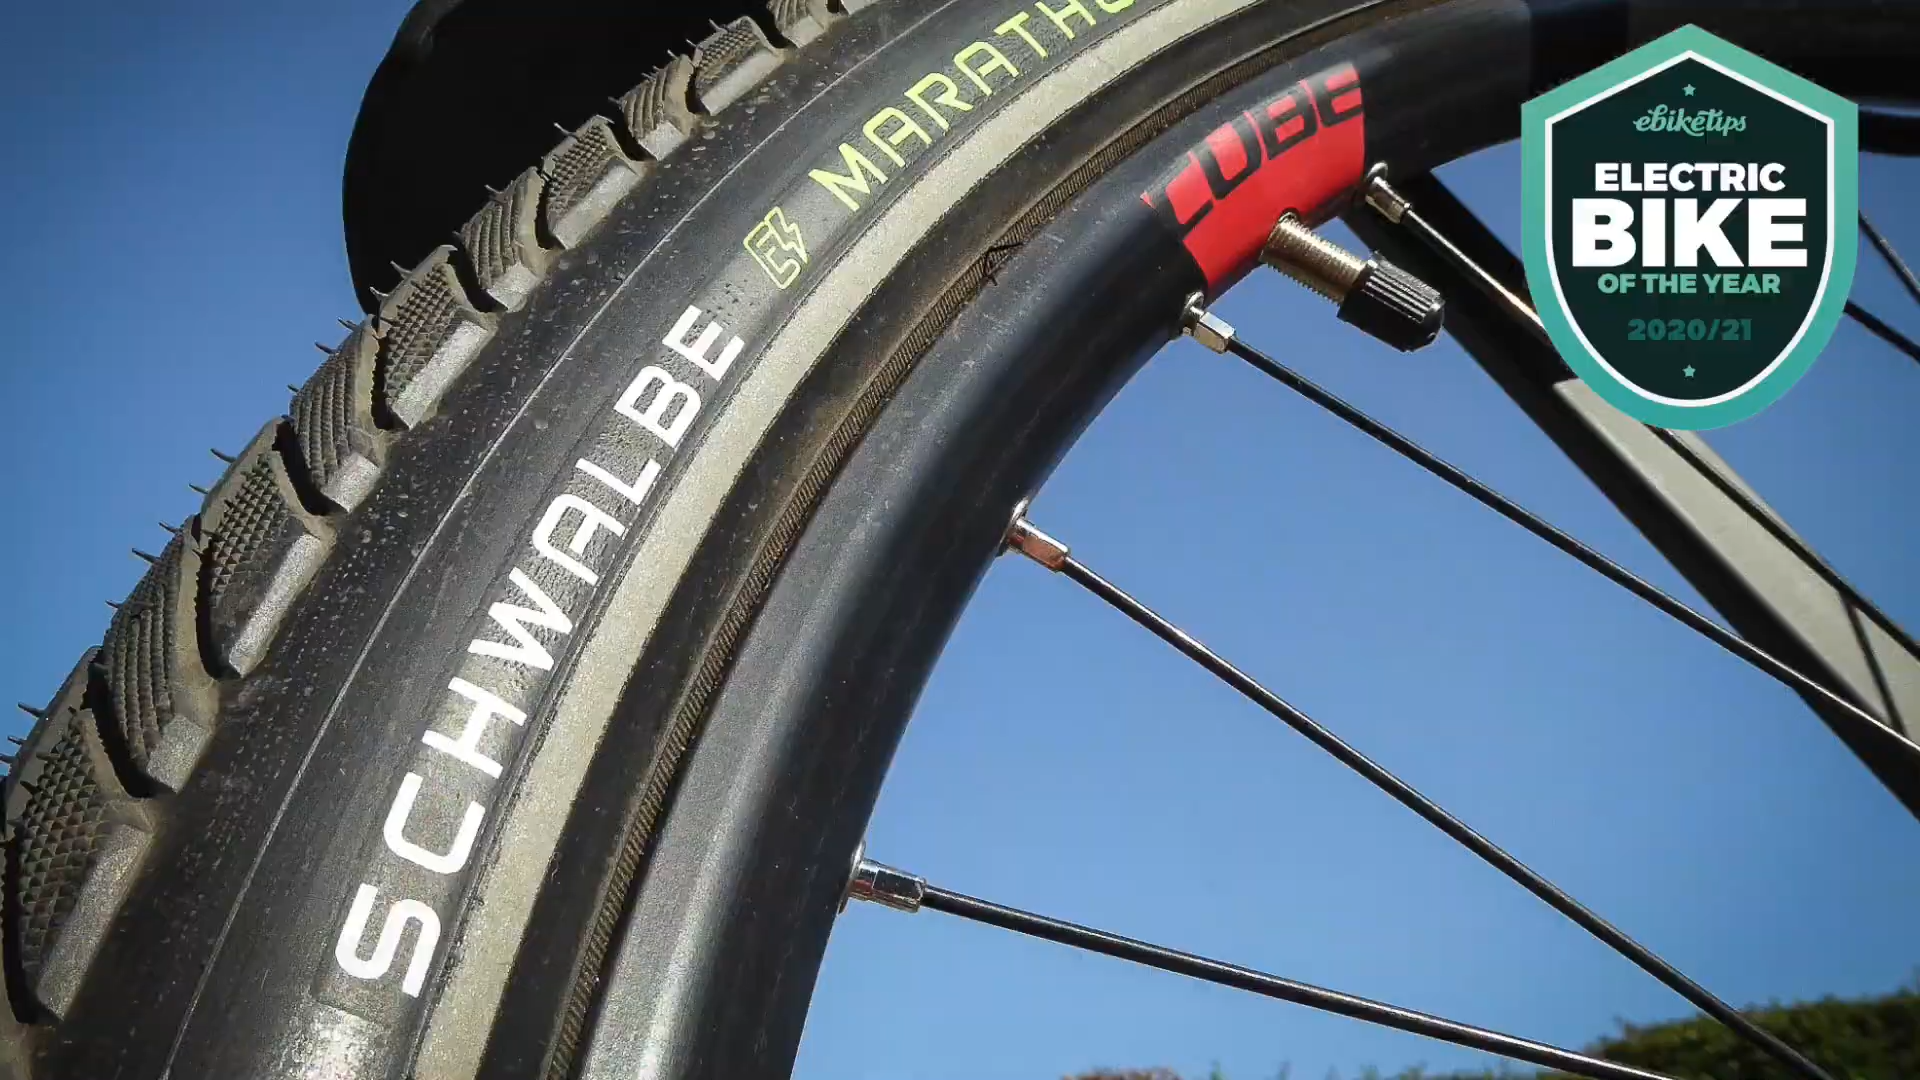 SCHWALBE
E MARATHO
CUBE
ebiketips
ELECTRIC
BIKE
OF THE YEAR
2020/21